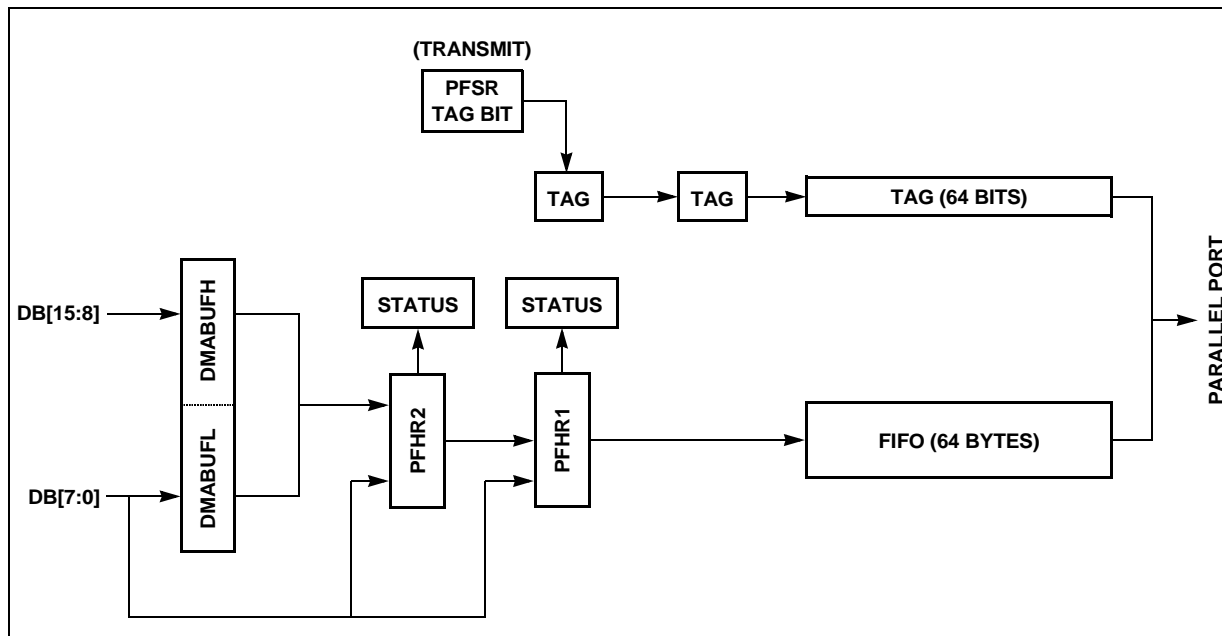 (TRANSMIT)
PFSR
TAG BIT
TAG
TAG
TAG (64 BITS)
PARALLEL PORT
DB[15:8]
DMABUFH
STATUS
STATUS
DMABUFL
PFHR2
PFHR1
FIFO (64 BYTES)
DB[7:0]